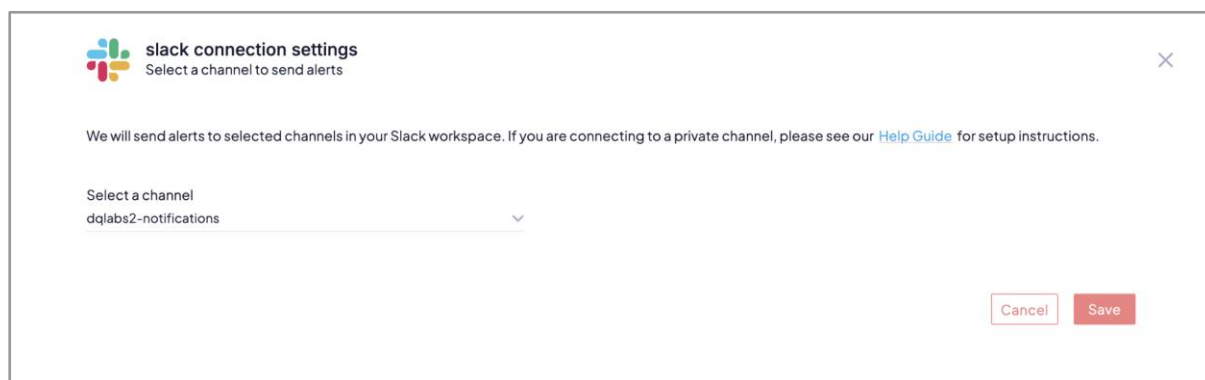 slack connection settings
Select a channel to send alerts
We will send alerts to selected channels in your Slack workspace. If you are connecting to a private channel, please see our Help Guide for setup instructions.
Select a channel
dqlabs2-notifications
Cancel Save